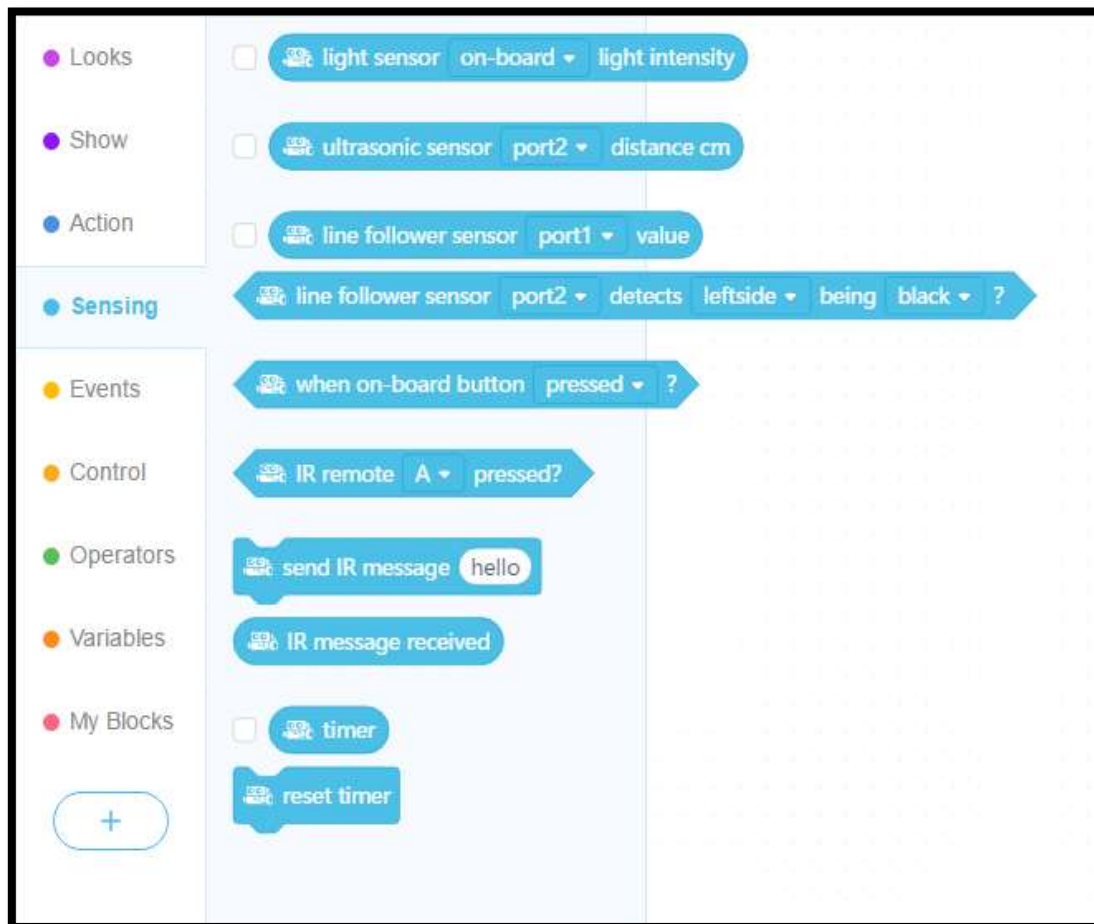 Looks
Show
Action
Sensing
Events
Control
Operators
Variables
My Blocks
+
light sensor on-board light intensity
ultrasonic sensor port2 distance cm
line follower sensor port1 value
line follower sensor port2 detects leftside being black ?
when on-board button pressed ?
IR remote A pressed?
send IR message hello
IR message received
timer
reset timer